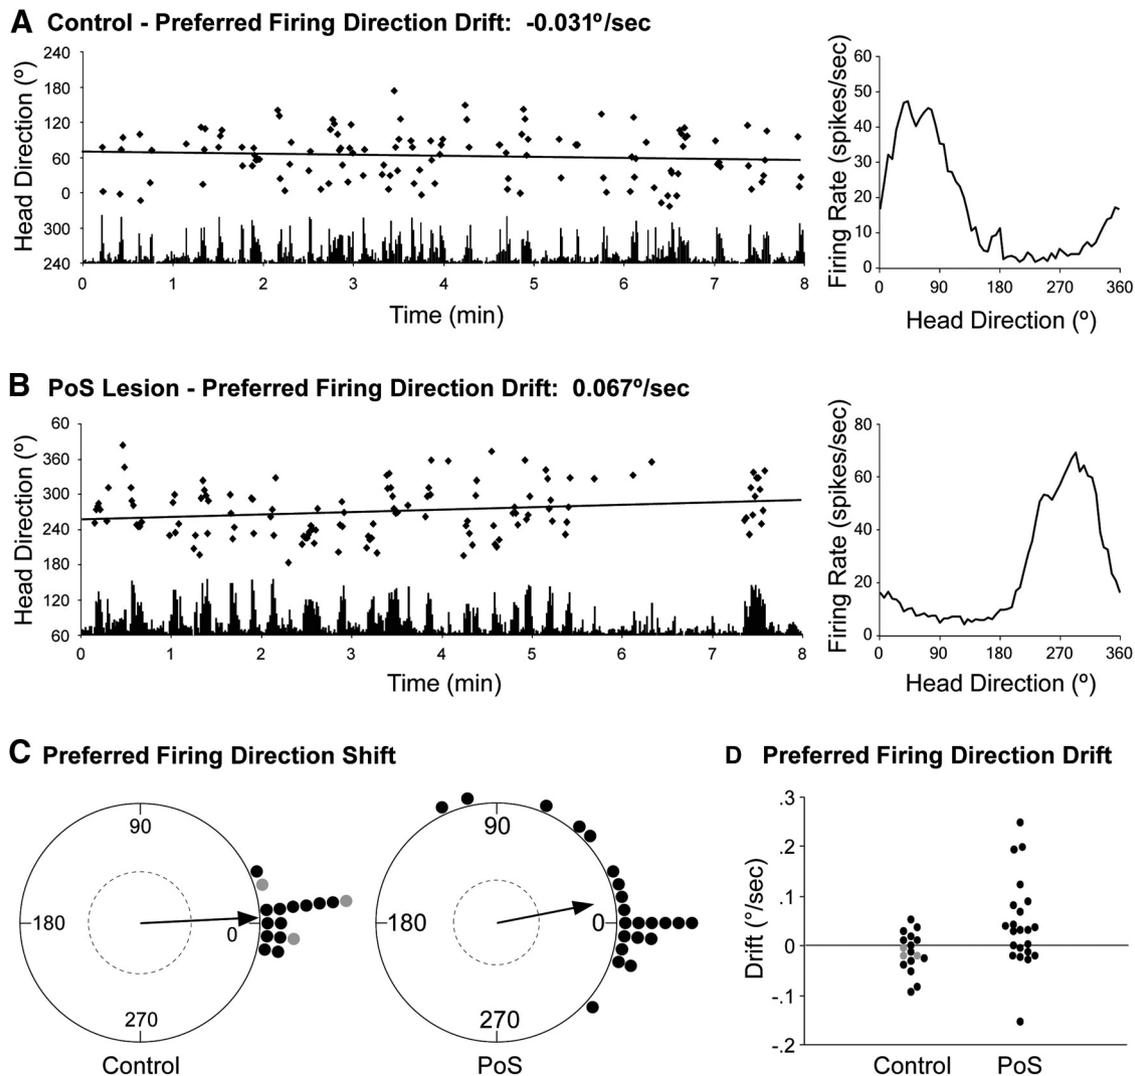 A Control - Preferred Firing Direction Drift: -0.031º/sec
Head Direction (º)
240
180
120
60
0
300
240
0 1 2 3 4 5 6 7 8
Time (min)
Firing Rate (spikes/sec)
60
50
40
30
20
10
0
0 90 180 270 360
Head Direction (º)
B PoS Lesion - Preferred Firing Direction Drift: 0.067º/sec
Head Direction (º)
60
360
300
240
180
120
60
0 1 2 3 4 5 6 7 8
Time (min)
Firing Rate (spikes/sec)
80
60
40
20
0
0 90 180 270 360
Head Direction (º)
C Preferred Firing Direction Shift
90
180
0
270
Control
90
180
0
270
PoS
D Preferred Firing Direction Drift
Drift (°/sec)
.3
.2
.1
0
-.1
-.2
Control PoS